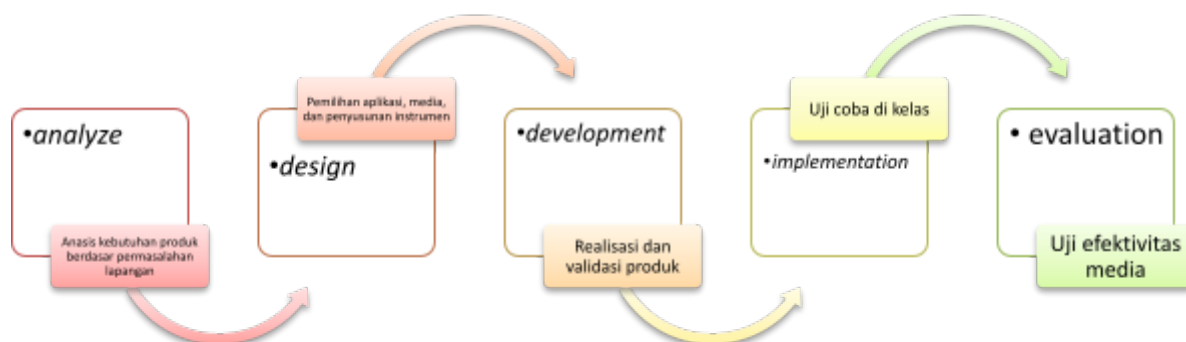 •analyze
Anasis kebutuhan produk
berdasar permasalahan
lapangan
Pemilihan aplikasi, media,
dan penyusunan instrumen
•design
•development
Realisasi dan
validasi produk
Uji coba di kelas
•implementation
• evaluation
Uji efektivitas
media